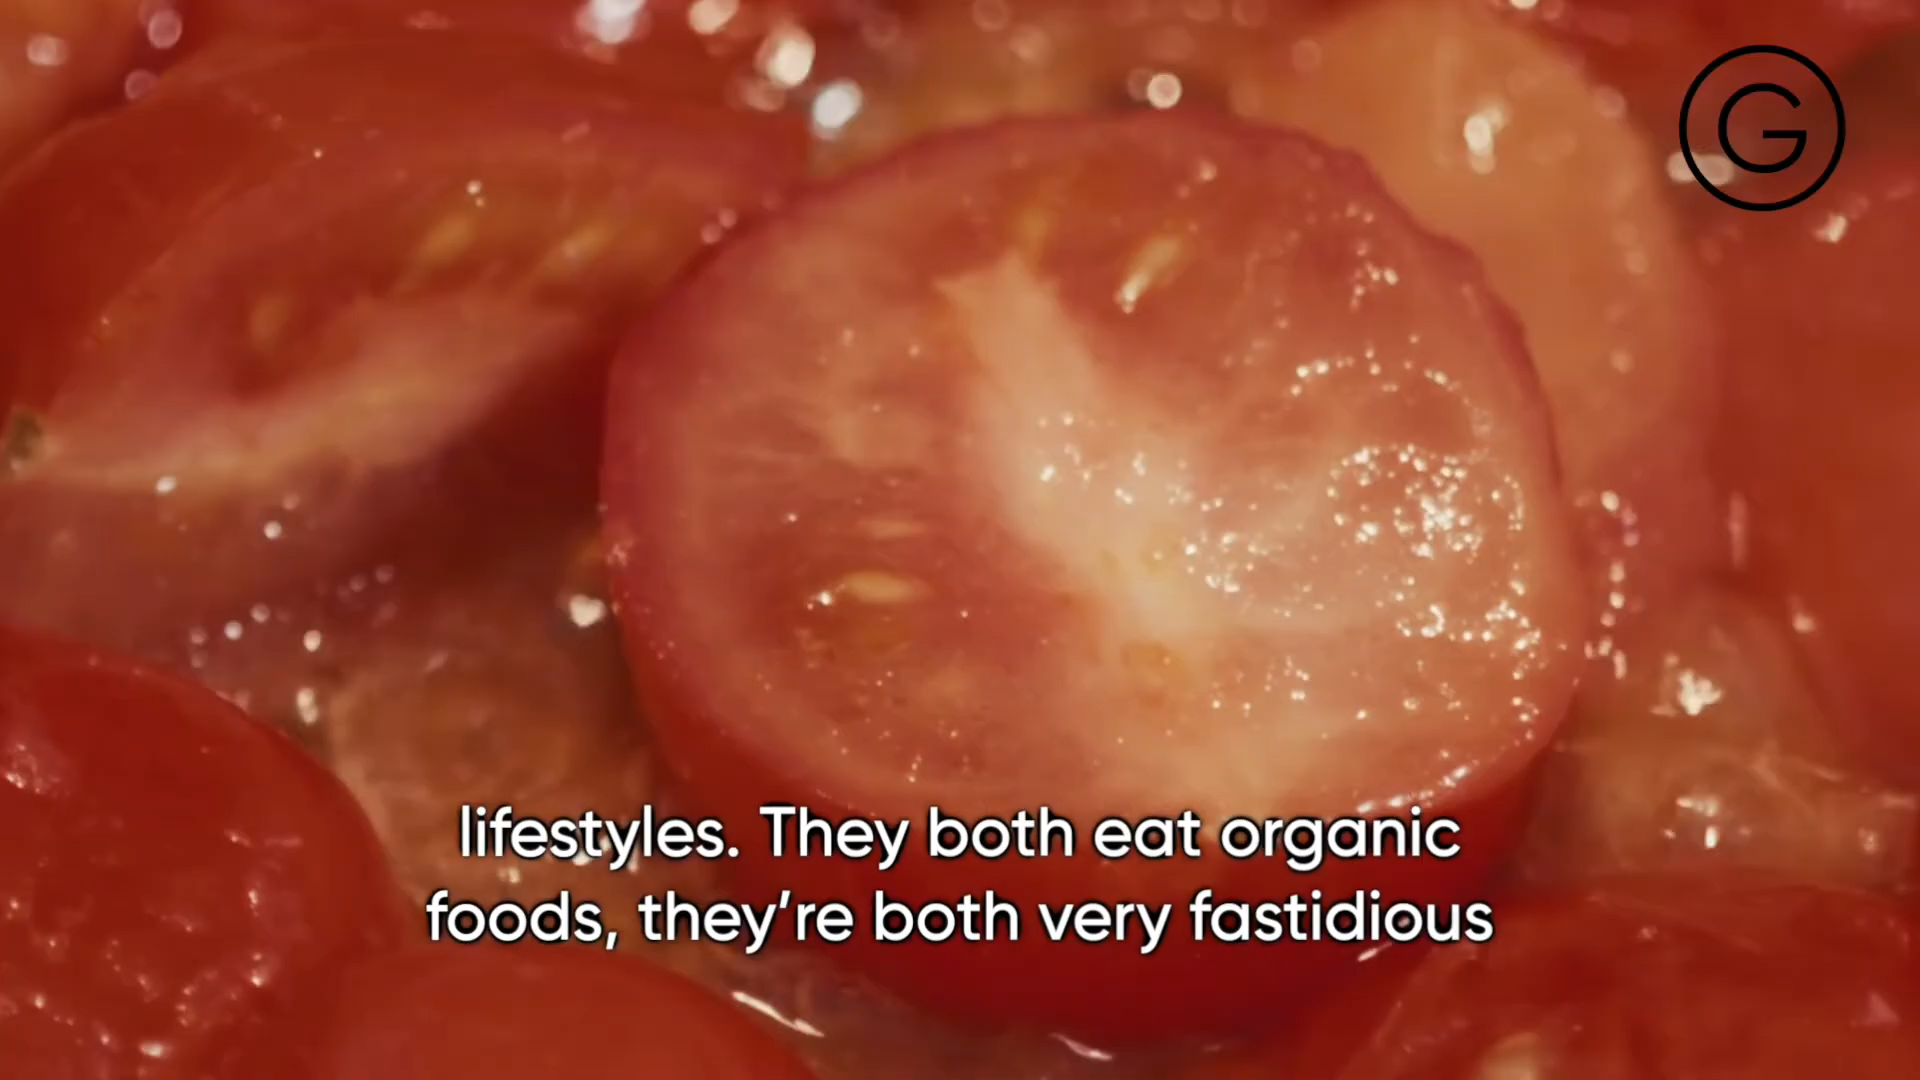 G
lifestyles. They both eat organic
foods, they’re both very fastidious